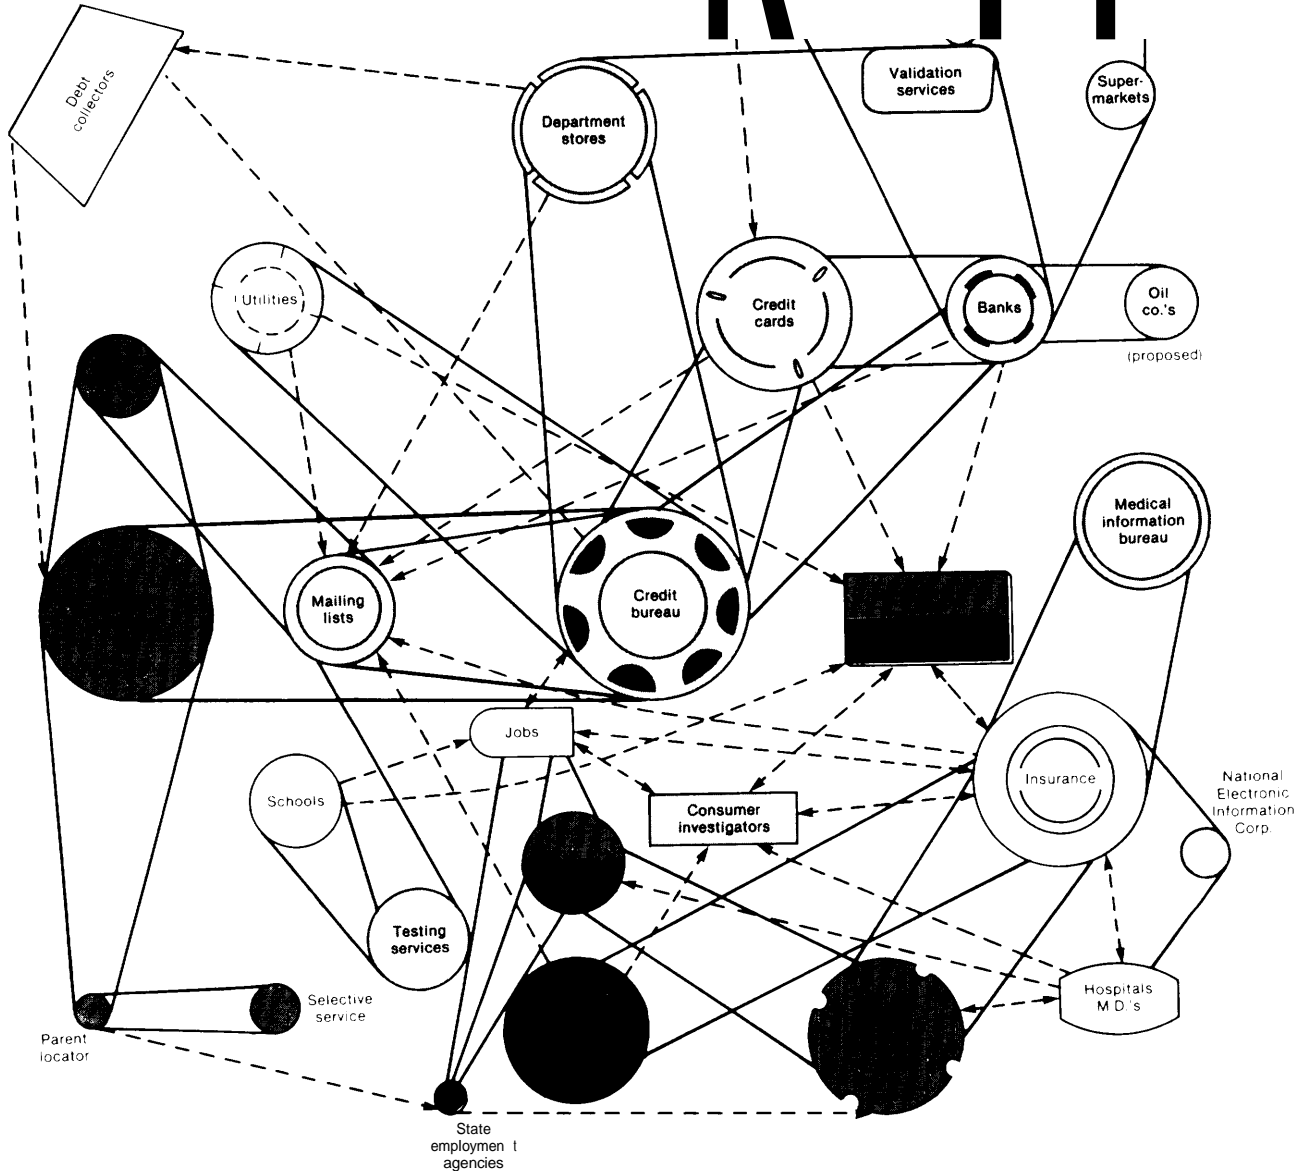 Debt
collectors
Department
stores
Validation
services
Super-
markets
Utilities
Credit
cards
Banks
Oil
co.'s
(proposed)
Medical
information
bureau
Mailing
lists
Credit
bureau
Jobs
Schools
Consumer
investigators
Insurance
National
Electronic
Information
Corp.
Testing
services
Hospitals
M D.'s
Selective
service
Parent
locator
State
employmen t
agencies